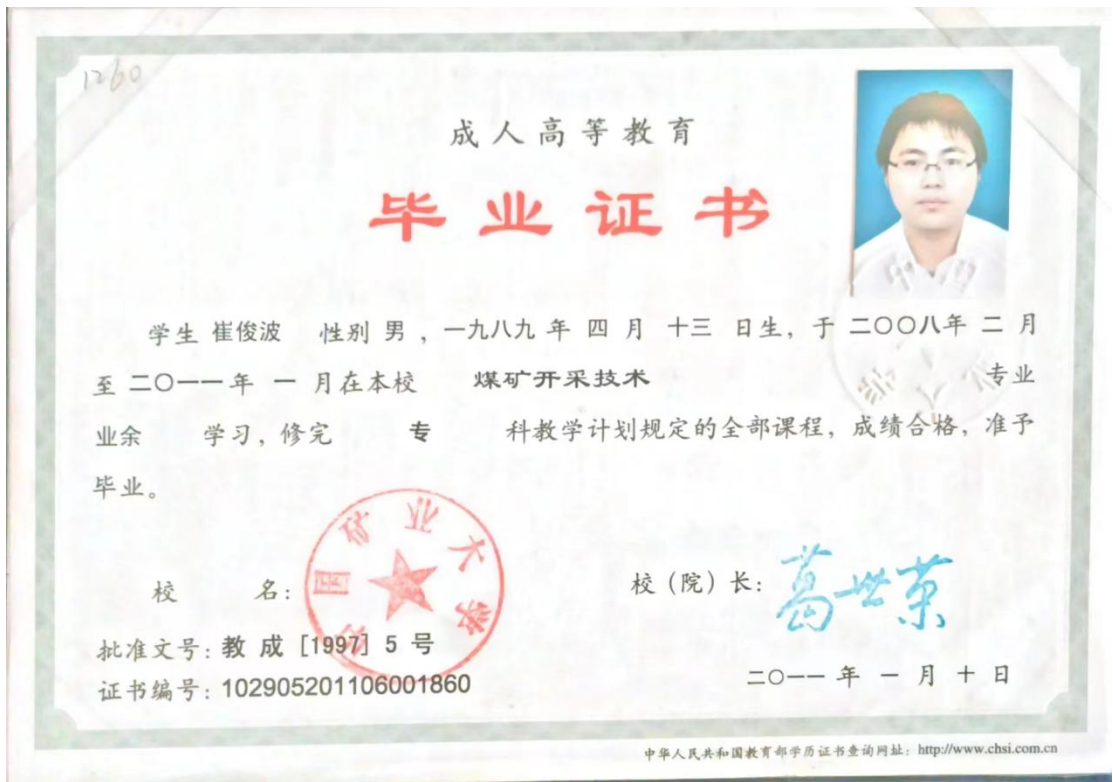 1260
成人高等教育
毕业证书
学生 崔俊波 性别 男，一九八九 年 四 月 十三 日生，于 二〇〇八年 二 月
至 二〇一一 年 一 月在本校 煤矿开采技术 专业
业余 学习，修完 专 科教学计划规定的全部课程，成绩合格，准予
毕业。
国矿业大学
校 名：
校（院）长：葛世荣
批准文号：教 成 [1997] 5 号
证书编号：102905201106001860
二〇一一 年 一 月 十 日
中华人民共和国教育部学历证书查询网址：http://www.chsi.com.cn